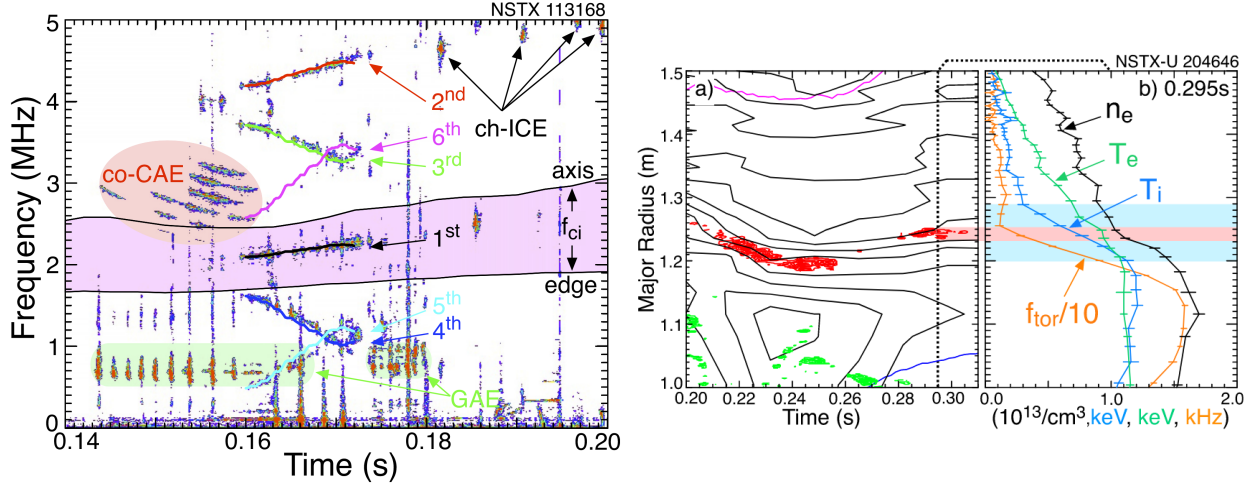 NSTX 113168
5
4
3
2
1
0
Frequency (MHz)
0.14
0.16
0.18
0.20
Time (s)
2nd
6th
3rd
1st
5th
4th
co-CAE
ch-ICE
axis
fci
edge
GAE
NSTX-U 204646
a)
1.5
1.4
1.3
1.2
1.1
1.0
Major Radius (m)
0.20
0.22
0.24
0.26
0.28
0.30
Time (s)
b) 0.295s
ne
Te
Ti
ftor/10
0.0
1.0
2.0
(10^13/cm^3, keV, keV, kHz)